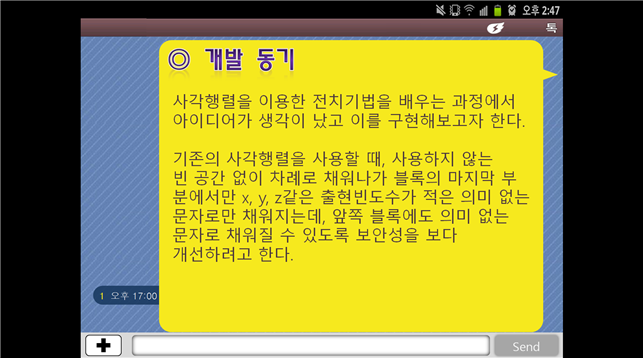 오후 2:47
톡
◎ 개발 동기
사각행렬을 이용한 전치기법을 배우는 과정에서
아이디어가 생각이 났고 이를 구현해보고자 한다.
기존의 사각행렬을 사용할 때, 사용하지 않는
빈 공간 없이 차례로 채워나가 블록의 마지막 부
분에서만 x, y, z같은 출현빈도수가 적은 의미 없는
문자로만 채워지는데, 앞쪽 블록에도 의미 없는
문자로 채워질 수 있도록 보안성을 보다
개선하려고 한다.
1 오후 17:00
Send